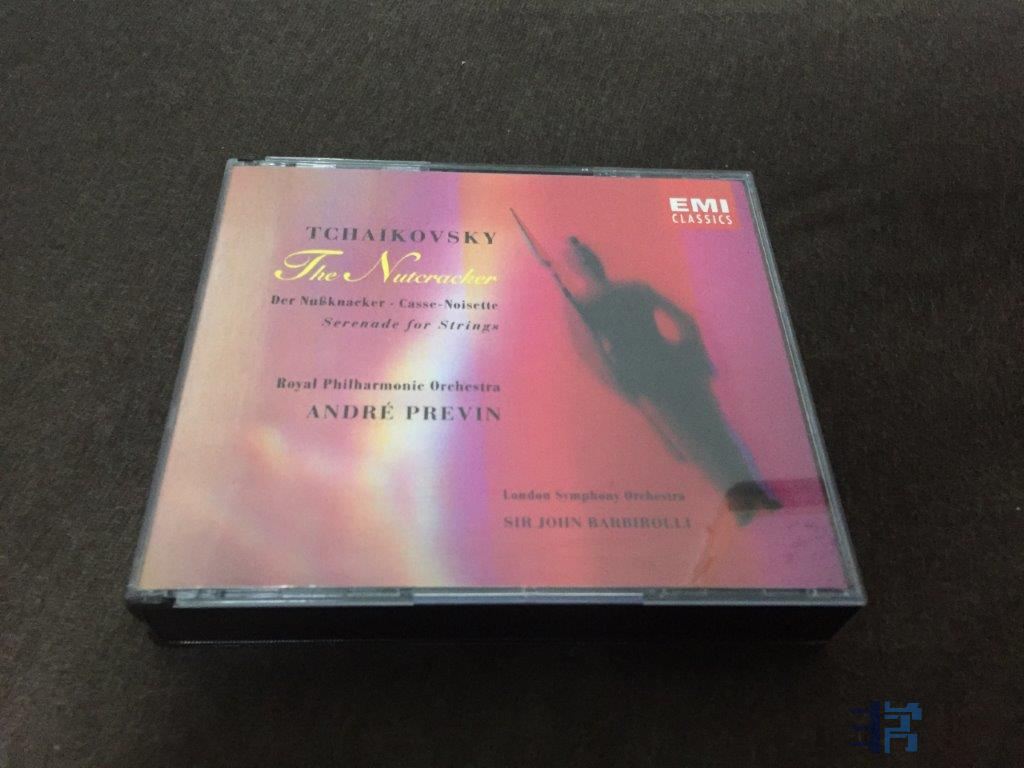 EMI
CLASSICS
TCHAIKOVSKY
The Nutcracker
Der Nußknacker - Casse-Noisette
Serenade for Strings
Royal Philharmonic Orchestra
ANDRÉ PREVIN
London Symphony Orchestra
SIR JOHN BARBIROLLI